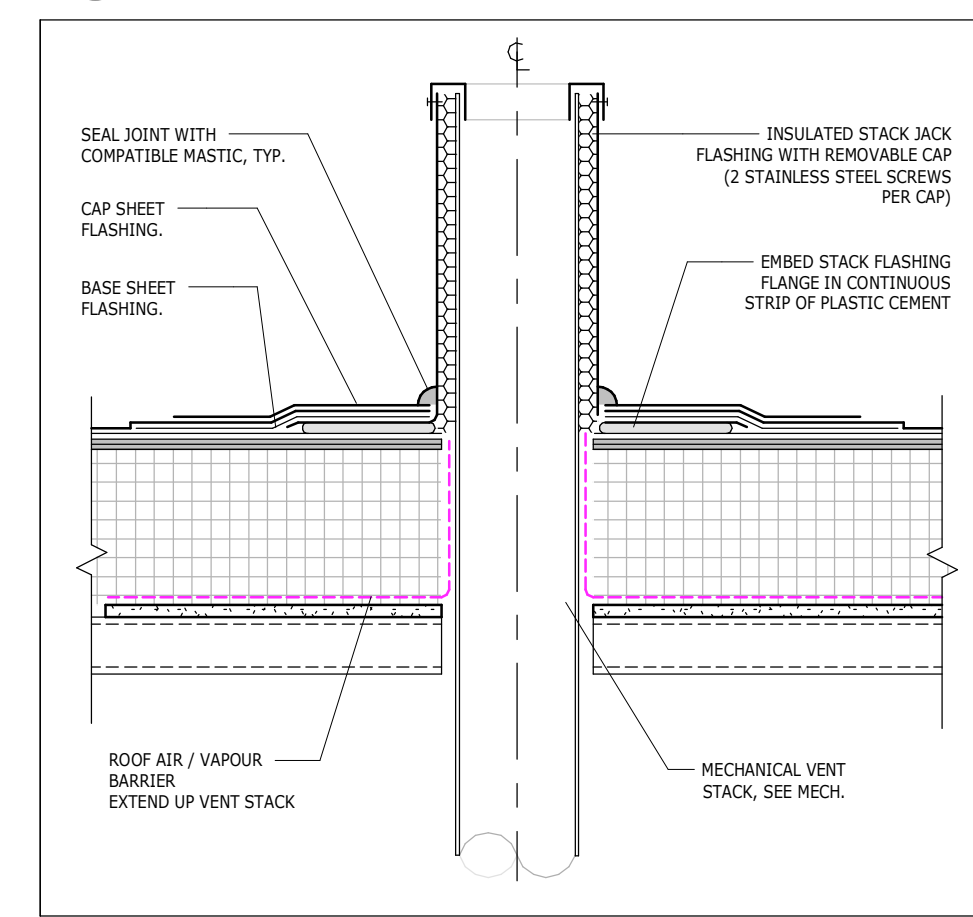 ℄
SEAL JOINT WITH
COMPATIBLE MASTIC, TYP.
CAP SHEET
FLASHING.
BASE SHEET
FLASHING.
INSULATED STACK JACK
FLASHING WITH REMOVABLE CAP
(2 STAINLESS STEEL SCREWS
PER CAP)
EMBED STACK FLASHING
FLANGE IN CONTINUOUS
STRIP OF PLASTIC CEMENT
ROOF AIR / VAPOUR
BARRIER
EXTEND UP VENT STACK
MECHANICAL VENT
STACK, SEE MECH.